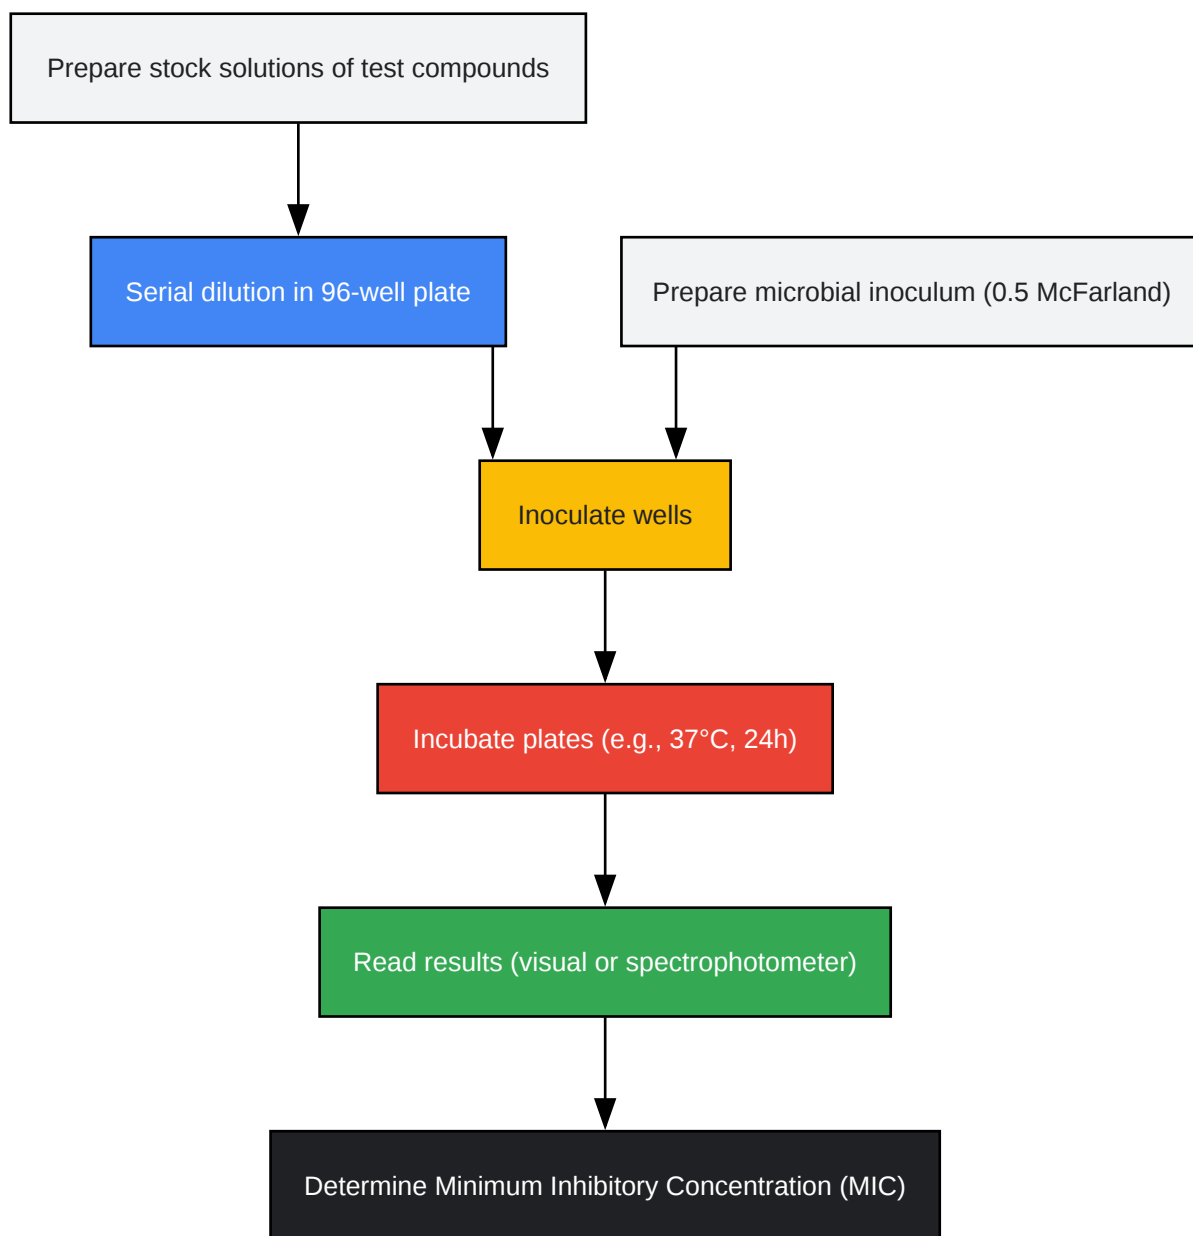 Prepare stock solutions of test compounds
Serial dilution in 96-well plate
Prepare microbial inoculum (0.5 McFarland)
Inoculate wells
Incubate plates (e.g., 37°C, 24h)
Read results (visual or spectrophotometer)
Determine Minimum Inhibitory Concentration (MIC)